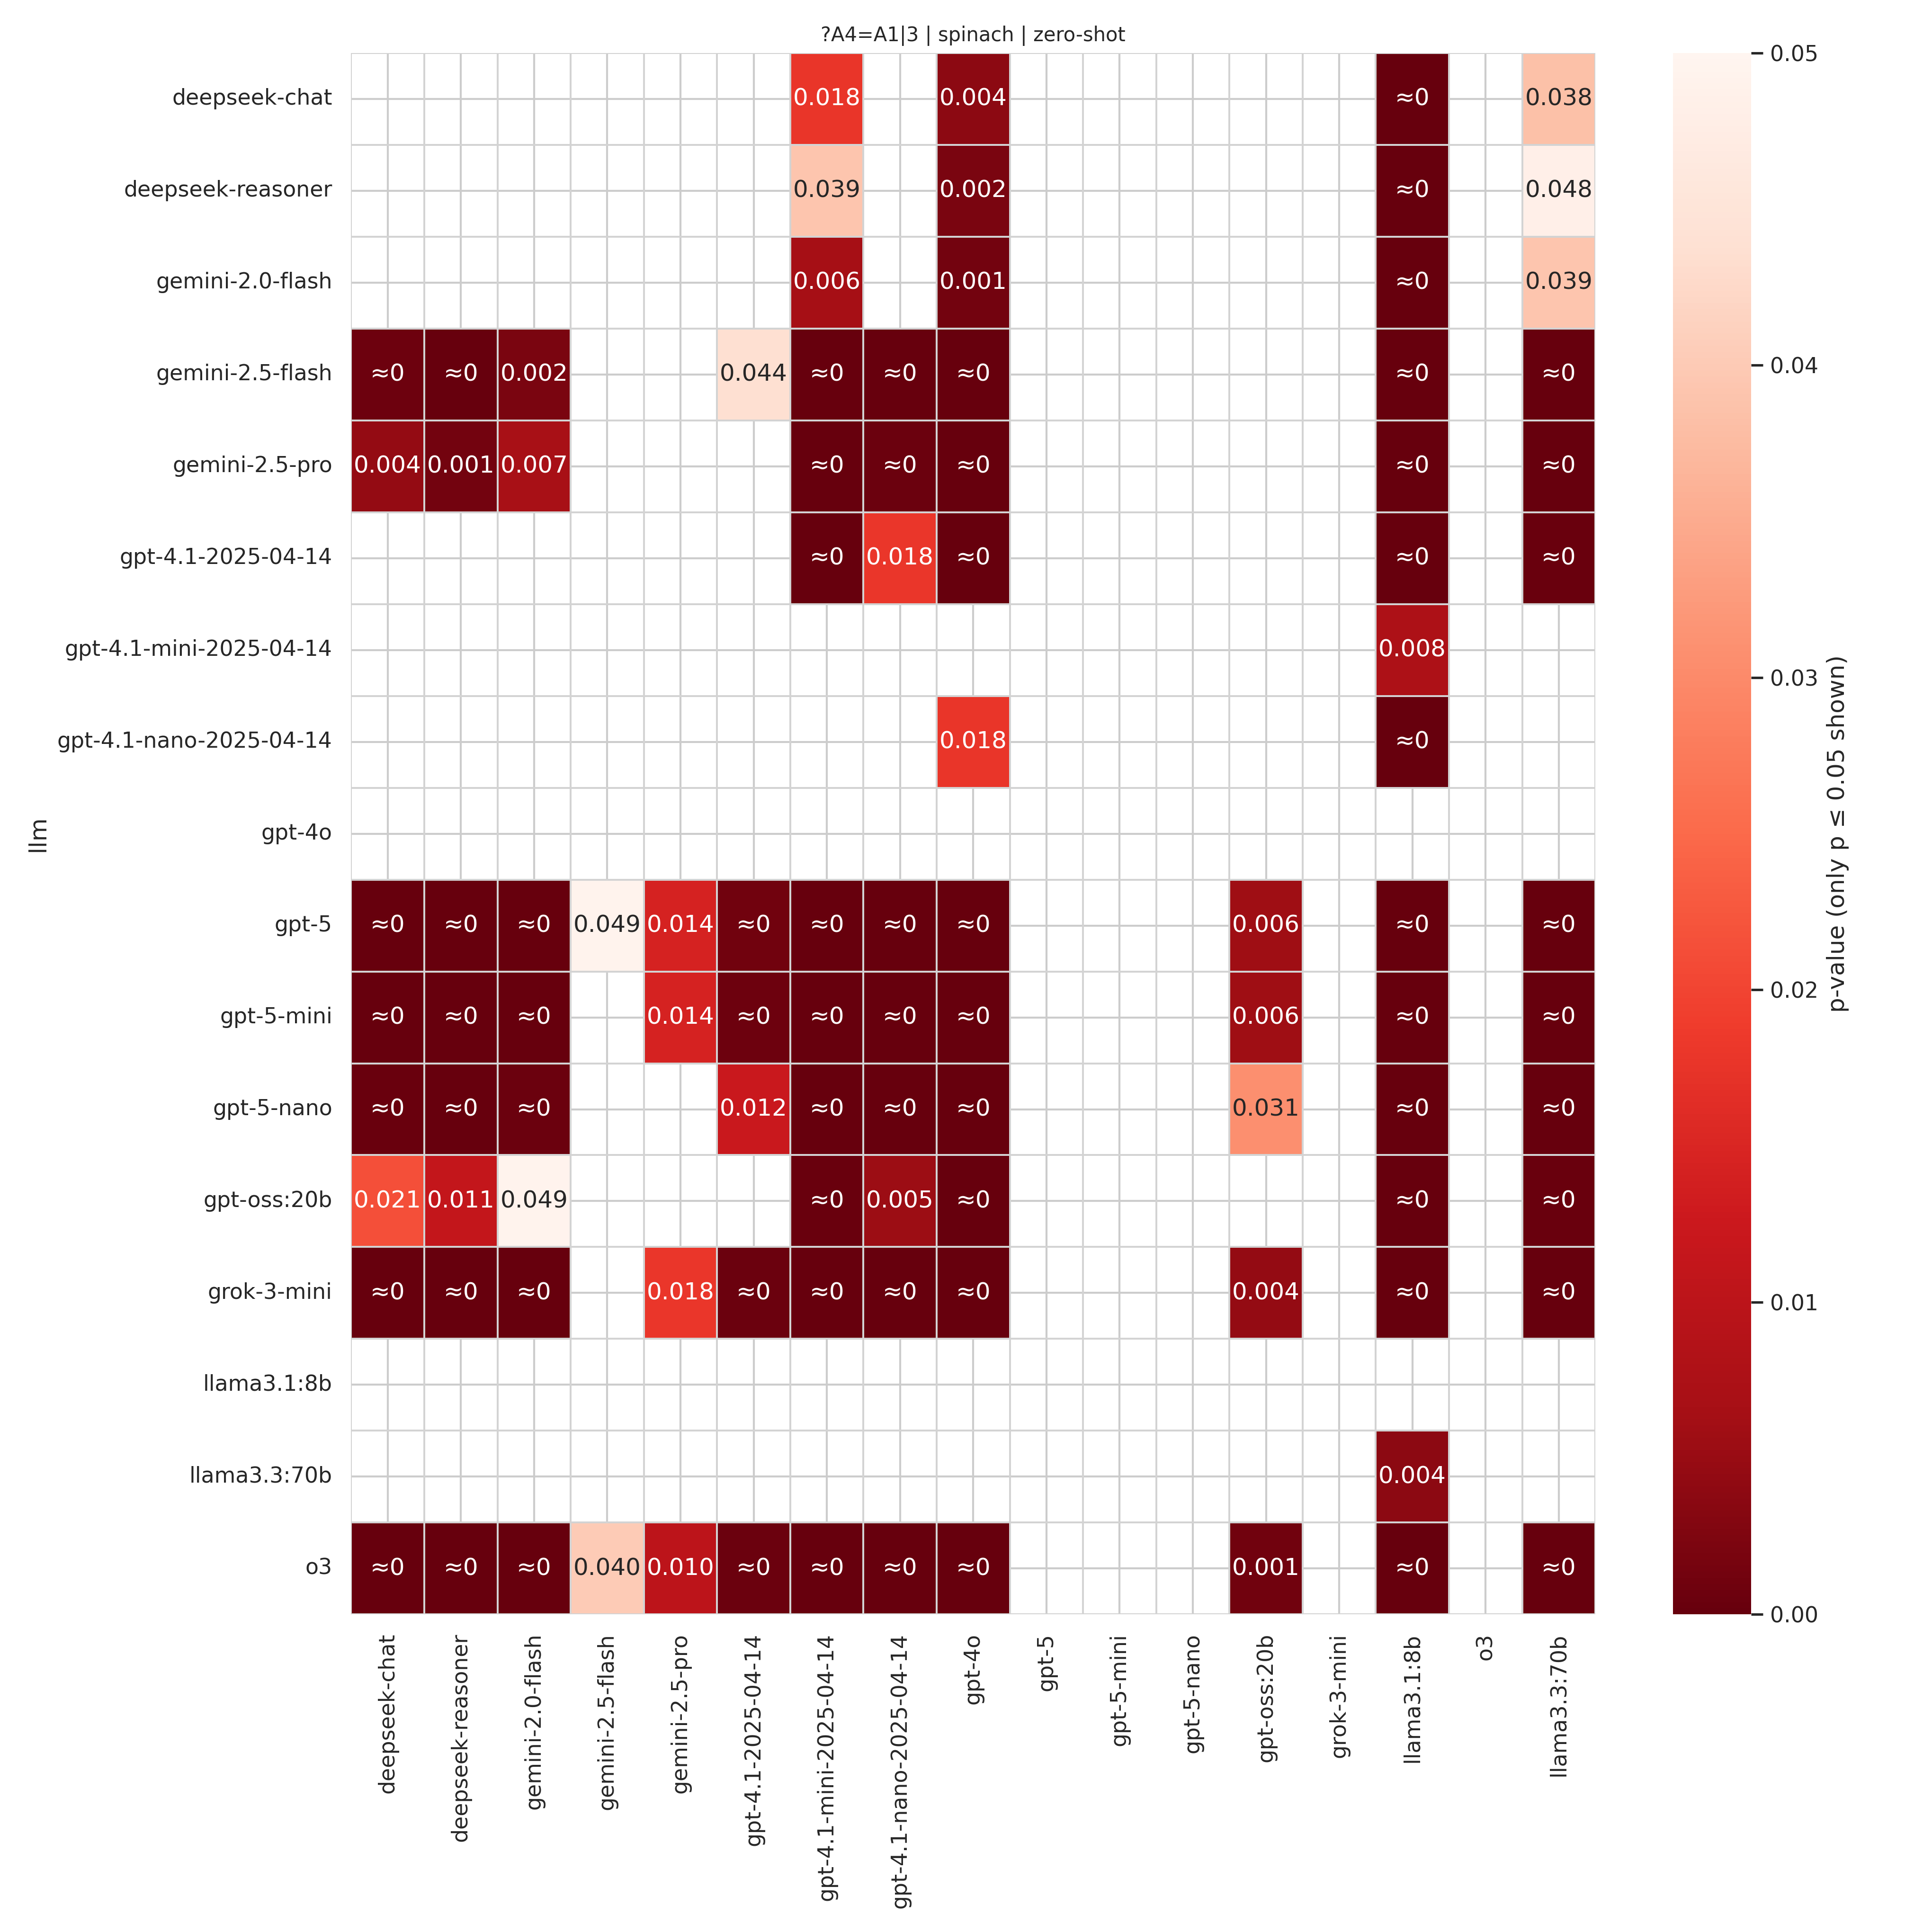 ?A4=A1|3 | spinach | zero-shot
deepseek-chat 0.018 0.004 ≈0 0.038
deepseek-reasoner 0.039 0.002 ≈0 0.048
gemini-2.0-flash 0.006 0.001 ≈0 0.039
gemini-2.5-flash ≈0 ≈0 0.002 0.044 ≈0 ≈0 ≈0 ≈0 ≈0
gemini-2.5-pro 0.004 0.001 0.007 ≈0 ≈0 ≈0 ≈0 ≈0
gpt-4.1-2025-04-14 ≈0 0.018 ≈0 ≈0 ≈0
gpt-4.1-mini-2025-04-14 0.008
gpt-4.1-nano-2025-04-14 0.018 ≈0
gpt-4o
gpt-5 ≈0 ≈0 ≈0 0.049 0.014 ≈0 ≈0 ≈0 ≈0 0.006 ≈0 ≈0
gpt-5-mini ≈0 ≈0 ≈0 0.014 ≈0 ≈0 ≈0 ≈0 0.006 ≈0 ≈0
gpt-5-nano ≈0 ≈0 ≈0 0.012 ≈0 ≈0 ≈0 0.031 ≈0 ≈0
gpt-oss:20b 0.021 0.011 0.049 ≈0 0.005 ≈0 ≈0 ≈0
grok-3-mini ≈0 ≈0 ≈0 0.018 ≈0 ≈0 ≈0 ≈0 0.004 ≈0 ≈0
llama3.1:8b
llama3.3:70b 0.004
o3 ≈0 ≈0 ≈0 0.040 0.010 ≈0 ≈0 ≈0 ≈0 0.001 ≈0 ≈0
llm
deepseek-chat
deepseek-reasoner
gemini-2.0-flash
gemini-2.5-flash
gemini-2.5-pro
gpt-4.1-2025-04-14
gpt-4.1-mini-2025-04-14
gpt-4.1-nano-2025-04-14
gpt-4o
gpt-5
gpt-5-mini
gpt-5-nano
gpt-oss:20b
grok-3-mini
llama3.1:8b
o3
llama3.3:70b
0.05
0.04
0.03
0.02
0.01
0.00
p-value (only p ≤ 0.05 shown)